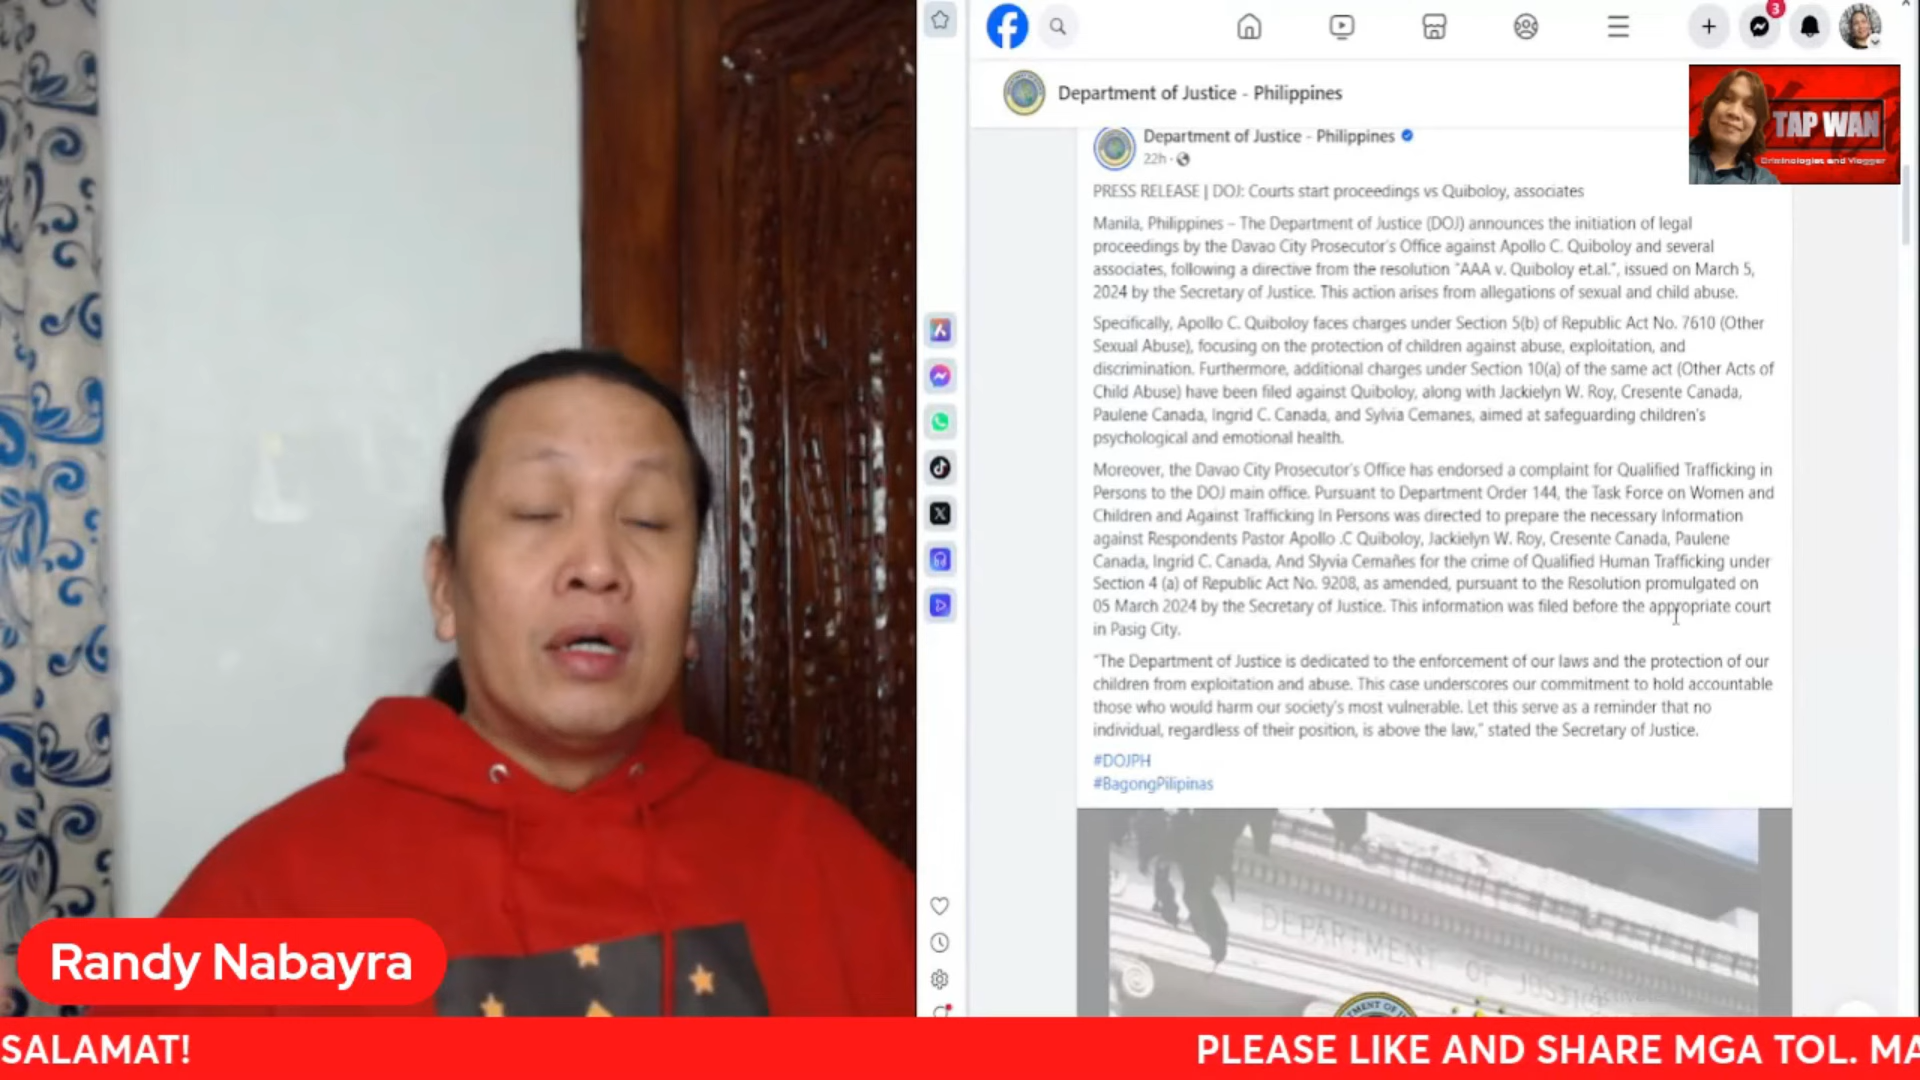 Department of Justice - Philippines
3
TAP WAN
Criminologist and Vlogger
Department of Justice - Philippines
22h ·
PRESS RELEASE | DOJ: Courts start proceedings vs Quiboloy, associates
Manila, Philippines – The Department of Justice (DOJ) announces the initiation of legal
proceedings by the Davao City Prosecutor's Office against Apollo C. Quiboloy and several
associates, following a directive from the resolution "AAA v. Quiboloy et.al.", issued on March 5,
2024 by the Secretary of Justice. This action arises from allegations of sexual and child abuse.
Specifically, Apollo C. Quiboloy faces charges under Section 5(b) of Republic Act No. 7610 (Other
Sexual Abuse), focusing on the protection of children against abuse, exploitation, and
discrimination. Furthermore, additional charges under Section 10(a) of the same act (Other Acts of
Child Abuse) have been filed against Quiboloy, along with Jackielyn W. Roy, Cresente Canada,
Paulene Canada, Ingrid C. Canada, and Sylvia Cemanes, aimed at safeguarding children's
psychological and emotional health.
Moreover, the Davao City Prosecutor's Office has endorsed a complaint for Qualified Trafficking in
Persons to the DOJ main office. Pursuant to Department Order 144, the Task Force on Women and
Children and Against Trafficking In Persons was directed to prepare the necessary Information
against Respondents Pastor Apollo .C Quiboloy, Jackielyn W. Roy, Cresente Canada, Paulene
Canada, Ingrid C. Canada, And Slyvia Cemañes for the crime of Qualified Human Trafficking under
Section 4 (a) of Republic Act No. 9208, as amended, pursuant to the Resolution promulgated on
05 March 2024 by the Secretary of Justice. This information was filed before the appropriate court
in Pasig City.
"The Department of Justice is dedicated to the enforcement of our laws and the protection of our
children from exploitation and abuse. This case underscores our commitment to hold accountable
those who would harm our society's most vulnerable. Let this serve as a reminder that no
individual, regardless of their position, is above the law," stated the Secretary of Justice.
#DOJPH
#BagongPilipinas
DEPARTMENT OF JUSTICE
Randy Nabayra
SALAMAT!
PLEASE LIKE AND SHARE MGA TOL. MA